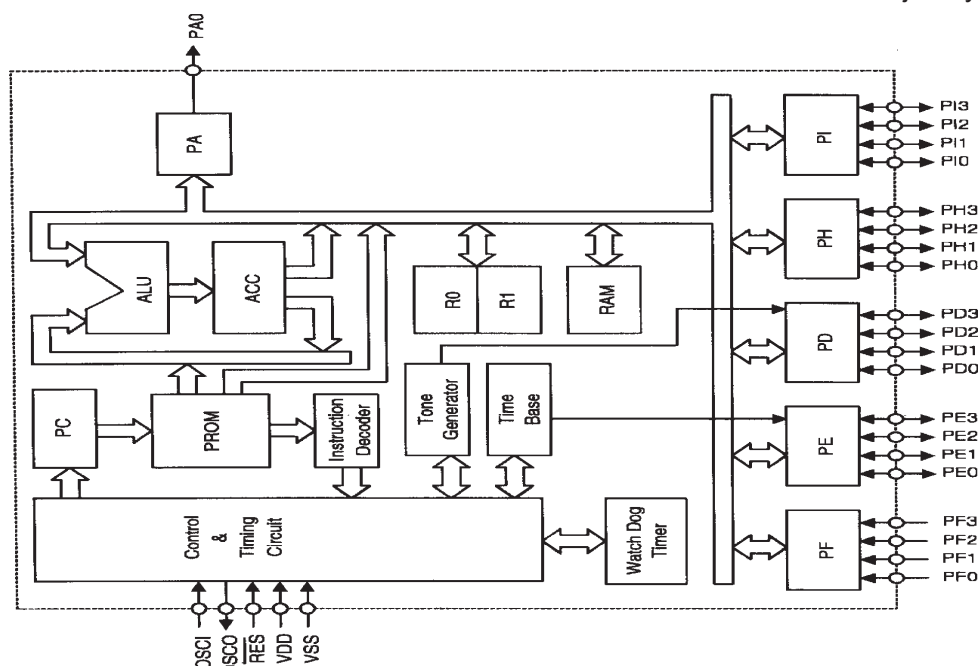 PA0
PA
PI
PI3
PI2
PI1
PI0
PH
PH3
PH2
PH1
PH0
ALU
ACC
R0
R1
RAM
PD
PD3
PD2
PD1
PD0
PC
PROM
Instruction
Decoder
Tone
Generator
Time
Base
PE
PE3
PE2
PE1
PE0
Control
&
Timing
Circuit
Watch Dog
Timer
PF
PF3
PF2
PF1
PF0
OSCI
OSCO
RES
VDD
VSS